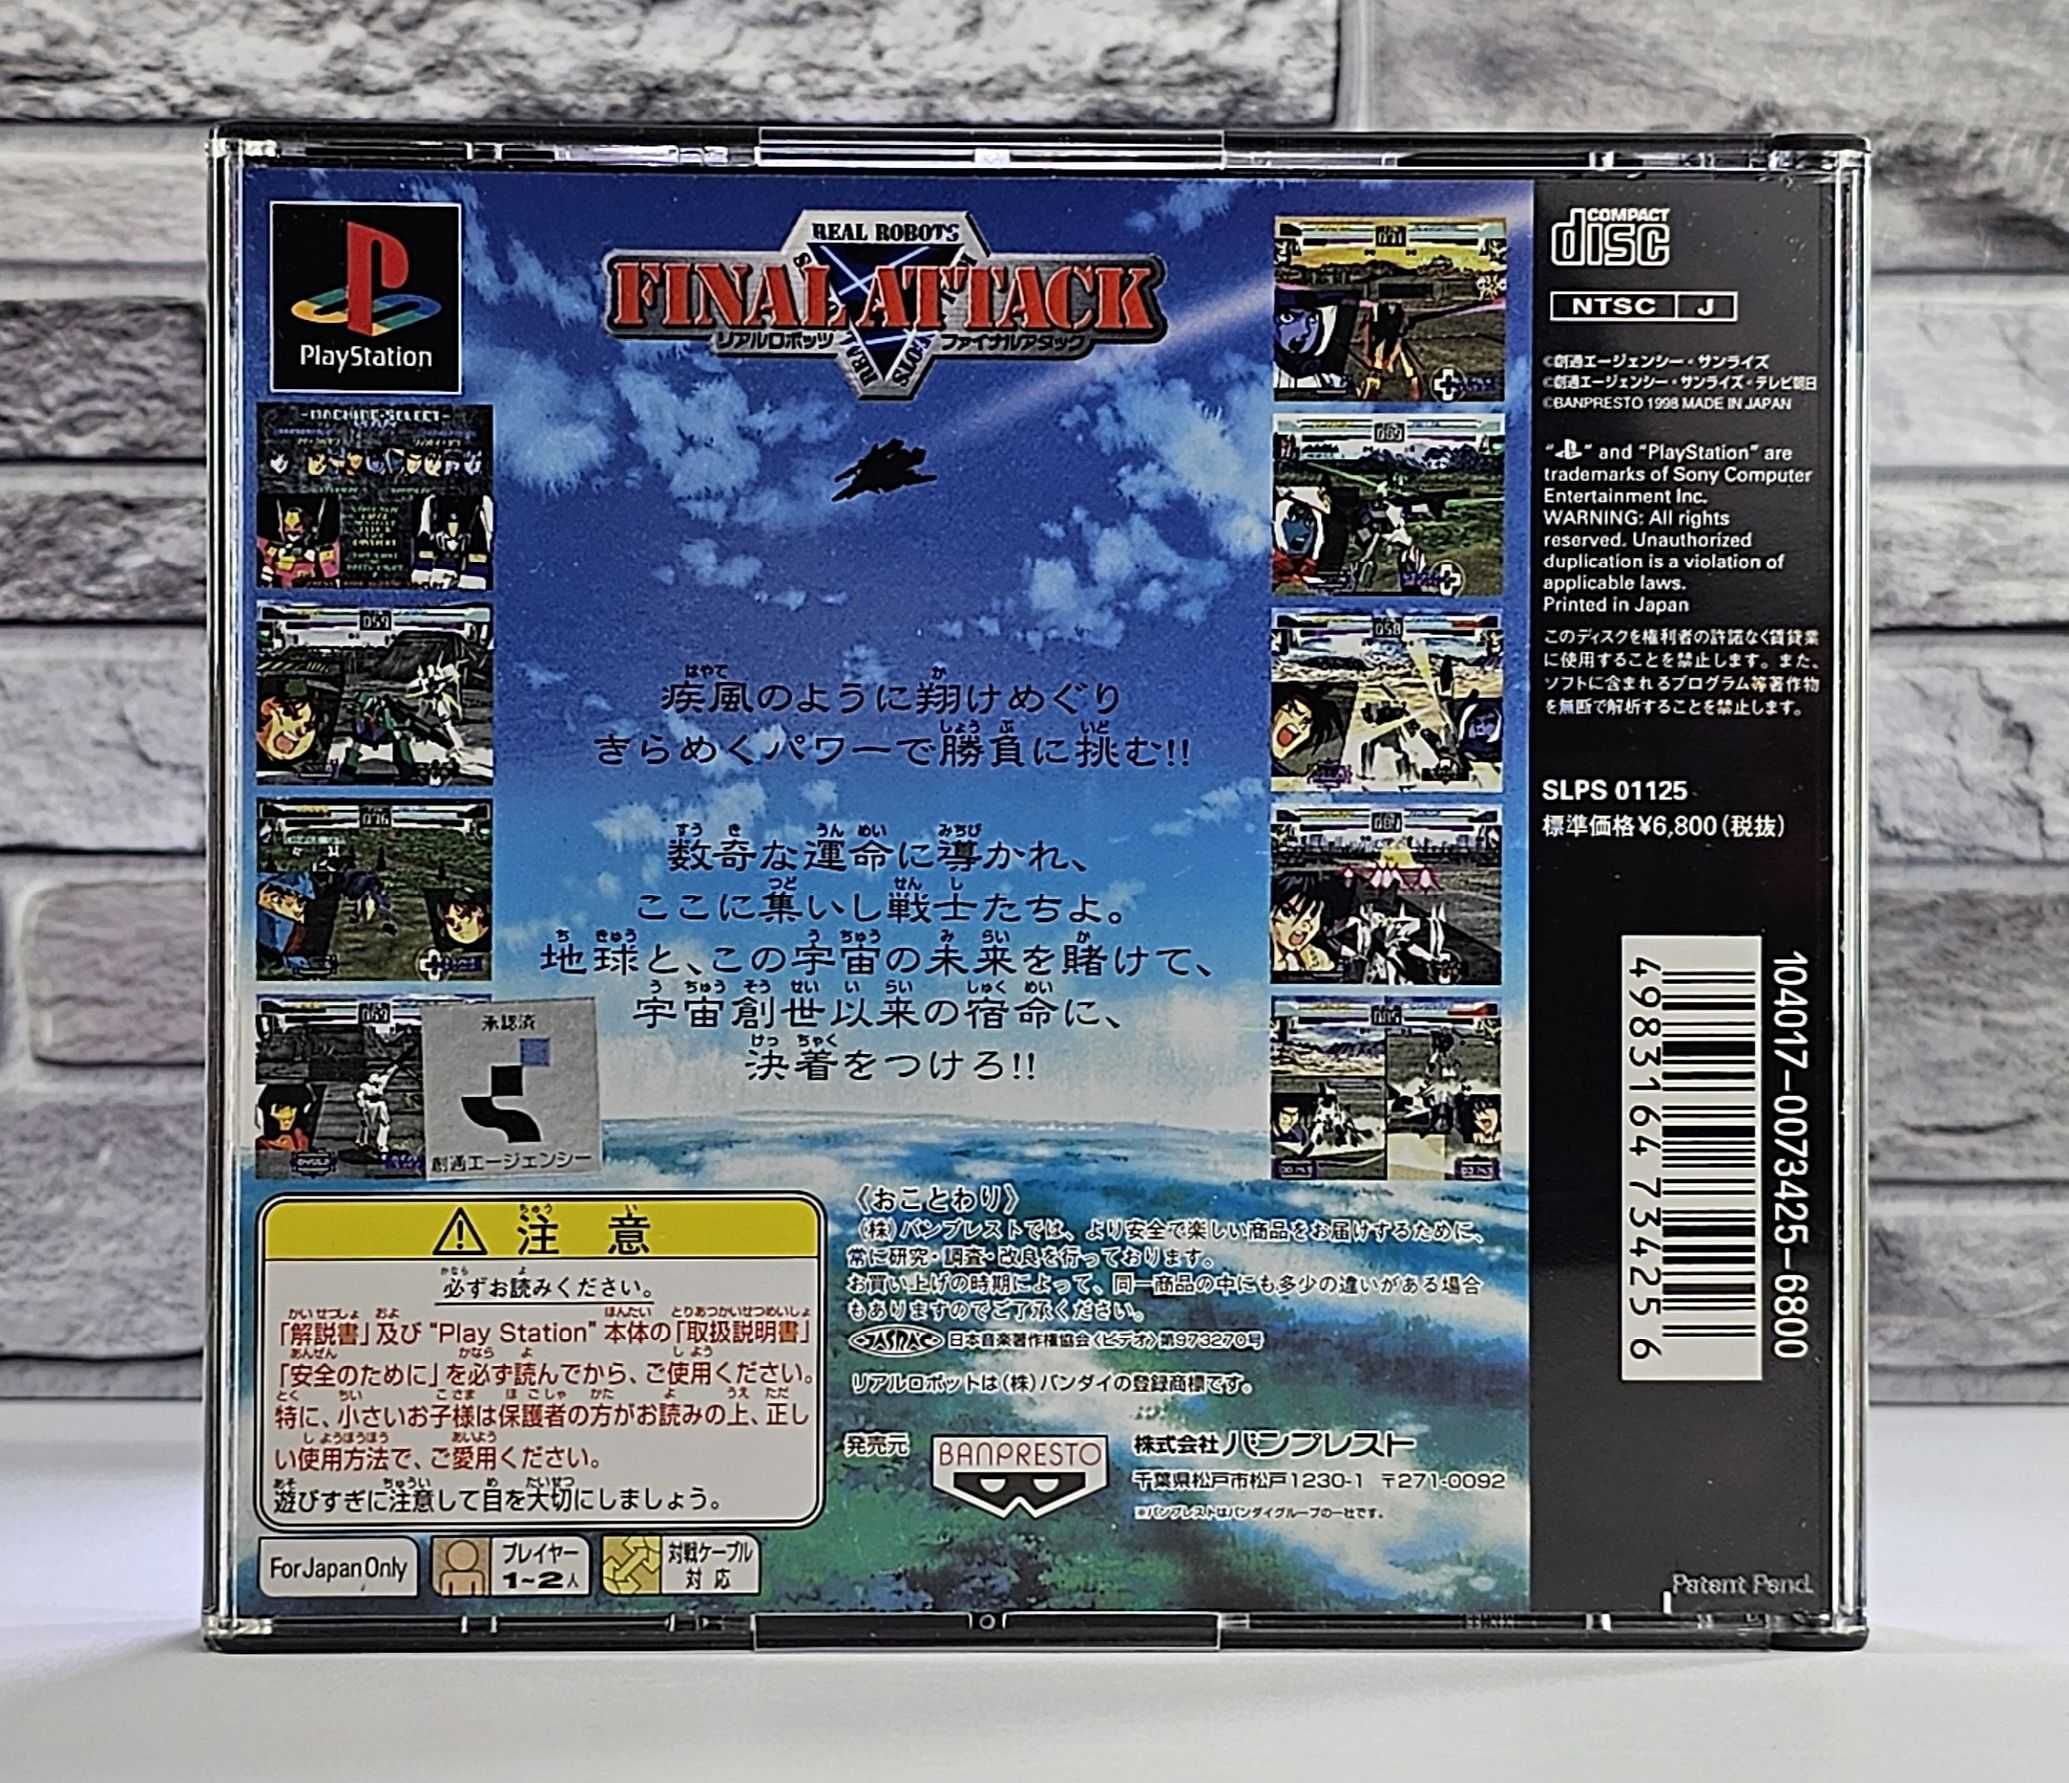 PlayStation
REAL ROBOTS
FINAL ATTACK
リアルロボッツ ファイナルアタック
-MACHINE SELECT-
疾風のように翔けめぐり
きらめくパワーで勝負に挑む!!
数奇な運命に導かれ、
ここに集いし戦士たちよ。
地球と、この宇宙の未来を賭けて、
宇宙創世以来の宿命に、
決着をつけろ!!
承認済
創通エージェンシー
注意
必ずお読みください。
「解説書」及び “Play Station” 本体の「取扱説明書」
「安全のために」を必ず読んでから、ご使用ください。
特に、小さいお子様は保護者の方がお読みの上、正し
い使用方法で、ご愛用ください。
遊びすぎに注意して目を大切にしましょう。
For Japan Only
プレイヤー
1~2人
対戦ケーブル
対応
〈おことわり〉
(株)バンプレストでは、より安全で楽しい商品をお届けするために、
常に研究・調査・改良を行っております。
お買い上げの時期によって、同一商品の中にも多少の違いがある場合
もありますのでご了承ください。
JASRAC 日本音楽著作権協会〈ビデオ〉第973270号
リアルロボットは(株)バンダイの登録商標です。
発売元
BANPRESTO
株式会社バンプレスト
千葉県松戸市松戸1230-1 〒271-0092
※バンプレストはバンダイグループの一社です。
COMPACT
disc
NTSC J
©創通エージェンシー・サンライズ
©創通エージェンシー・サンライズ・テレビ朝日
©BANPRESTO 1998 MADE IN JAPAN
“ ” and “PlayStation” are
trademarks of Sony Computer
Entertainment Inc.
WARNING: All rights
reserved. Unauthorized
duplication is a violation of
applicable laws.
Printed in Japan
このディスクを権利者の許諾なく賃貸業
に使用することを禁止します。また、
ソフトに含まれるプログラム等著作物
を無断で解析することを禁止します。
SLPS 01125
標準価格¥6,800(税抜)
104017-0073425-6800
4983164734256
Patent Pend.